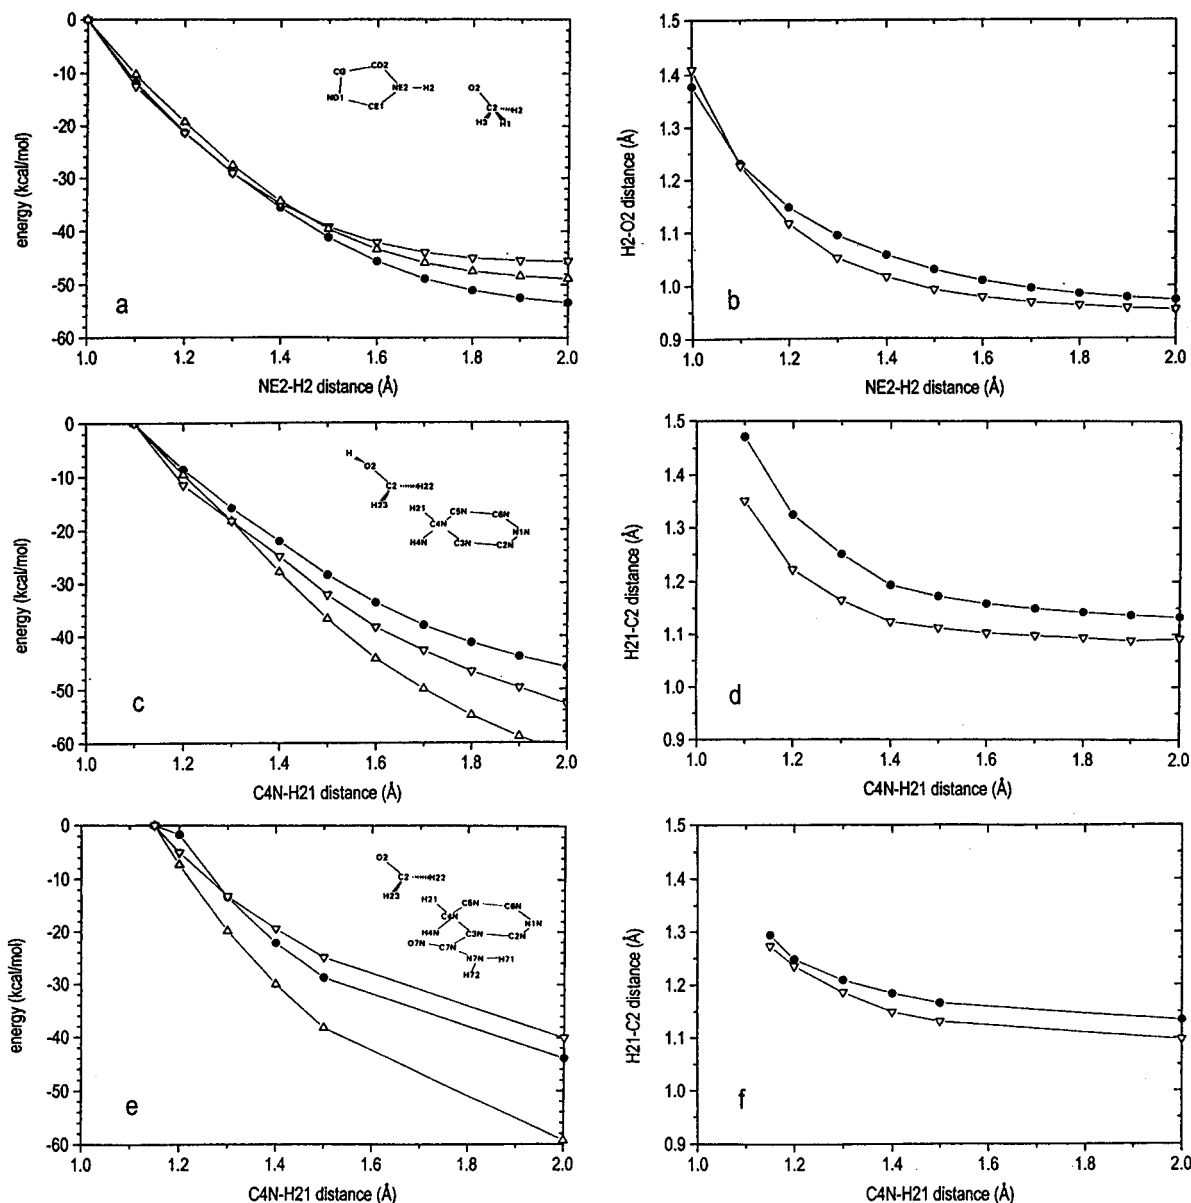 0
-10
-20
-30
-40
-50
-60
energy (kcal/mol)
CG CD2
NE2 — H2
ND1 CE1
O2
C2 H2
H3 H1
a
1.0 1.2 1.4 1.6 1.8 2.0
NE2-H2 distance (Å)
1.5
1.4
1.3
1.2
1.1
1.0
0.9
H2-O2 distance (Å)
b
1.0 1.2 1.4 1.6 1.8 2.0
NE2-H2 distance (Å)
0
-10
-20
-30
-40
-50
-60
energy (kcal/mol)
H
O2
C2 H22
H23
H21 C5N C6N
C4N N1N
H4N C3N C2N
c
1.0 1.2 1.4 1.6 1.8 2.0
C4N-H21 distance (Å)
1.5
1.4
1.3
1.2
1.1
1.0
0.9
H21-C2 distance (Å)
d
1.0 1.2 1.4 1.6 1.8 2.0
C4N-H21 distance (Å)
0
-10
-20
-30
-40
-50
-60
energy (kcal/mol)
O2
C2 H22
H23
H21 C5N C6N
C4N N1N
H4N C3N C2N
O7N C7N
N7N H71
H72
e
1.0 1.2 1.4 1.6 1.8 2.0
C4N-H21 distance (Å)
1.5
1.4
1.3
1.2
1.1
1.0
0.9
H21-C2 distance (Å)
f
1.0 1.2 1.4 1.6 1.8 2.0
C4N-H21 distance (Å)